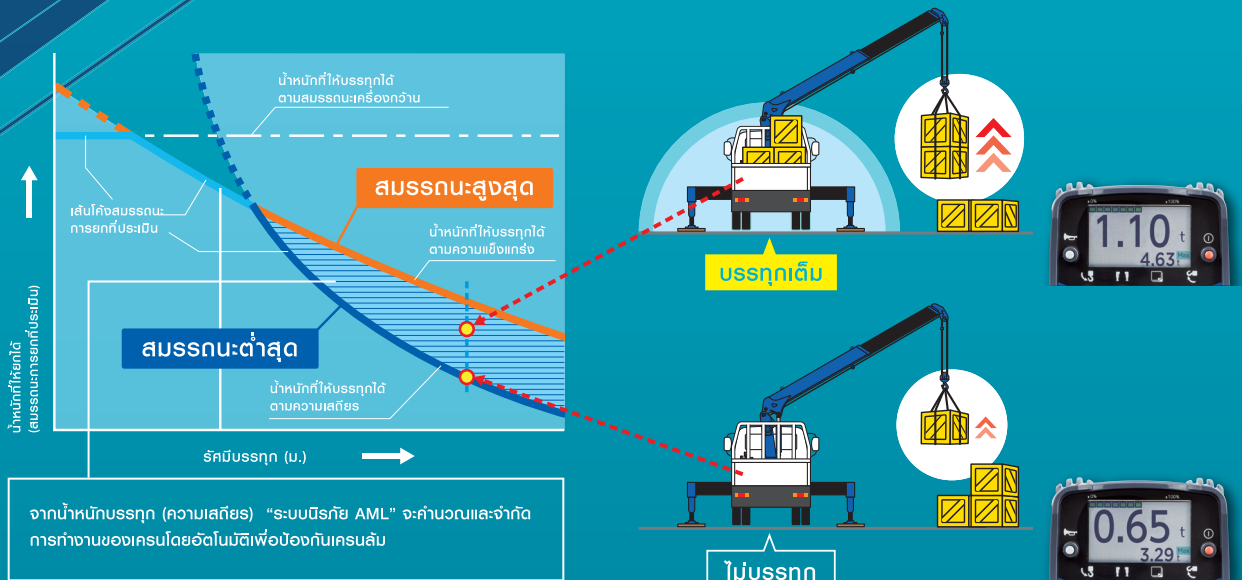 น้ำหนักที่ให้บรรทุกได้
ตามสมรรถนะเครื่องกว้าน
สมรรถนะสูงสุด
เส้นโค้งสมรรถนะ
การยกที่ประเมิน
น้ำหนักที่ให้บรรทุกได้
ตามความแข็งแกร่ง
สมรรถนะต่ำสุด
น้ำหนักที่ให้บรรทุกได้
ตามความเสถียร
น้ำหนักที่ให้ยกได้
(สมรรถนะการยกที่ประเมิน)
รัศมีบรรทุก (ม.)
จากน้ำหนักบรรทุก (ความเสถียร) “ระบบนิรภัย AML” จะคำนวณและจำกัด
การทำงานของเครนโดยอัตโนมัติเพื่อป้องกันเครนล้ม
บรรทุกเต็ม
0% 100%
1.10 t
4.63 t Max
ไม่บรรทุก
0% 100%
0.65 t
3.29 t Max